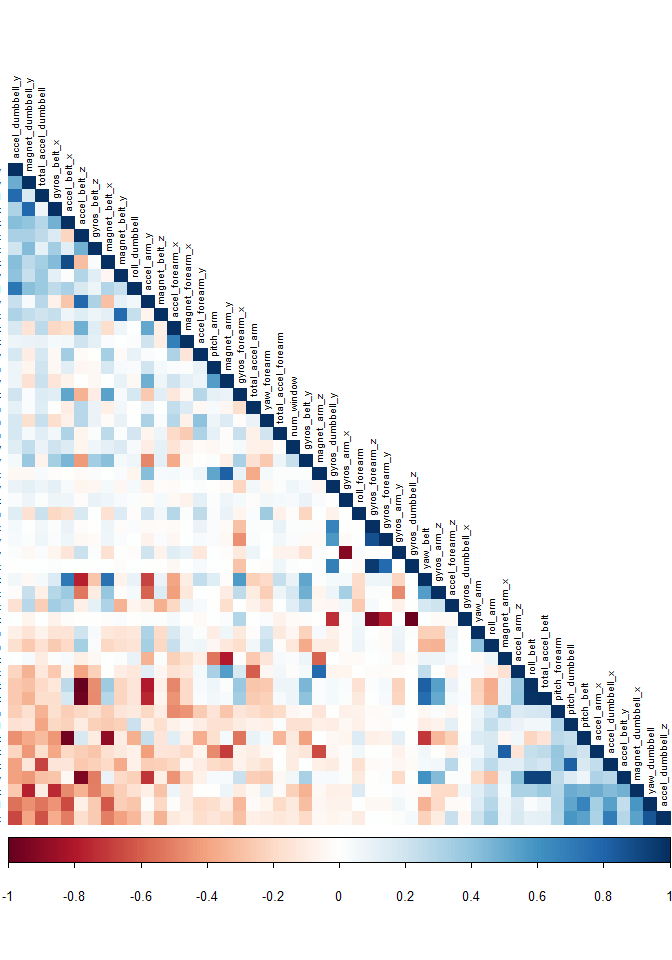 accel_dumbbell_y
magnet_dumbbell_y
total_accel_dumbbell
gyros_belt_x
accel_belt_x
accel_belt_z
gyros_belt_z
magnet_belt_x
magnet_belt_y
roll_dumbbell
accel_arm_y
magnet_belt_z
accel_forearm_x
magnet_forearm_x
accel_forearm_y
pitch_arm
magnet_arm_y
gyros_forearm_x
total_accel_arm
yaw_forearm
total_accel_forearm
num_window
gyros_belt_y
magnet_arm_z
gyros_dumbbell_y
gyros_arm_x
roll_forearm
gyros_forearm_z
gyros_forearm_y
gyros_arm_y
gyros_dumbbell_z
yaw_belt
gyros_arm_z
accel_forearm_z
gyros_dumbbell_x
yaw_arm
roll_arm
magnet_arm_x
accel_arm_z
roll_belt
total_accel_belt
pitch_forearm
pitch_dumbbell
pitch_belt
accel_arm_x
accel_dumbbell_x
accel_belt_y
magnet_dumbbell_x
yaw_dumbbell
accel_dumbbell_z
-1 -0.8 -0.6 -0.4 -0.2 0 0.2 0.4 0.6 0.8 1